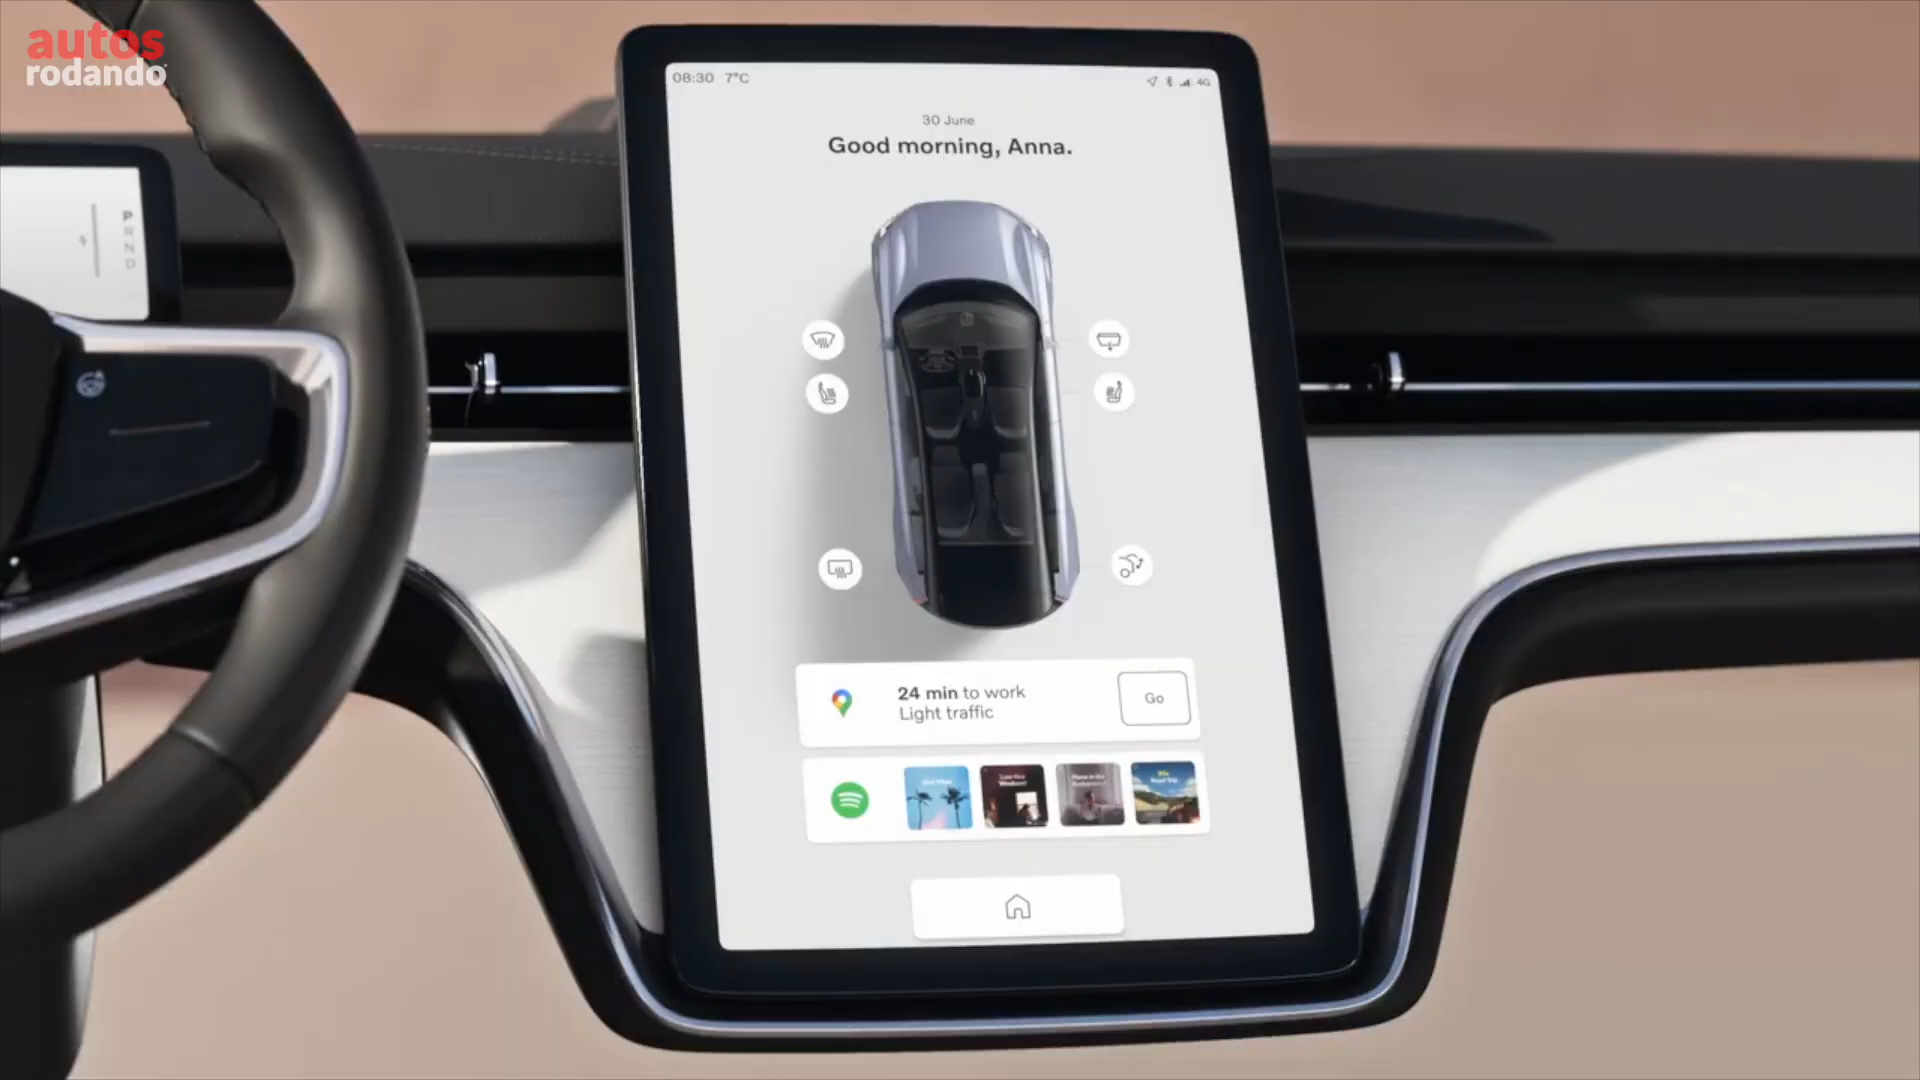 autos
rodando
08:30 7°C
4G
30 June
Good morning, Anna.
P
R
N
D
24 min to work
Light traffic
Go